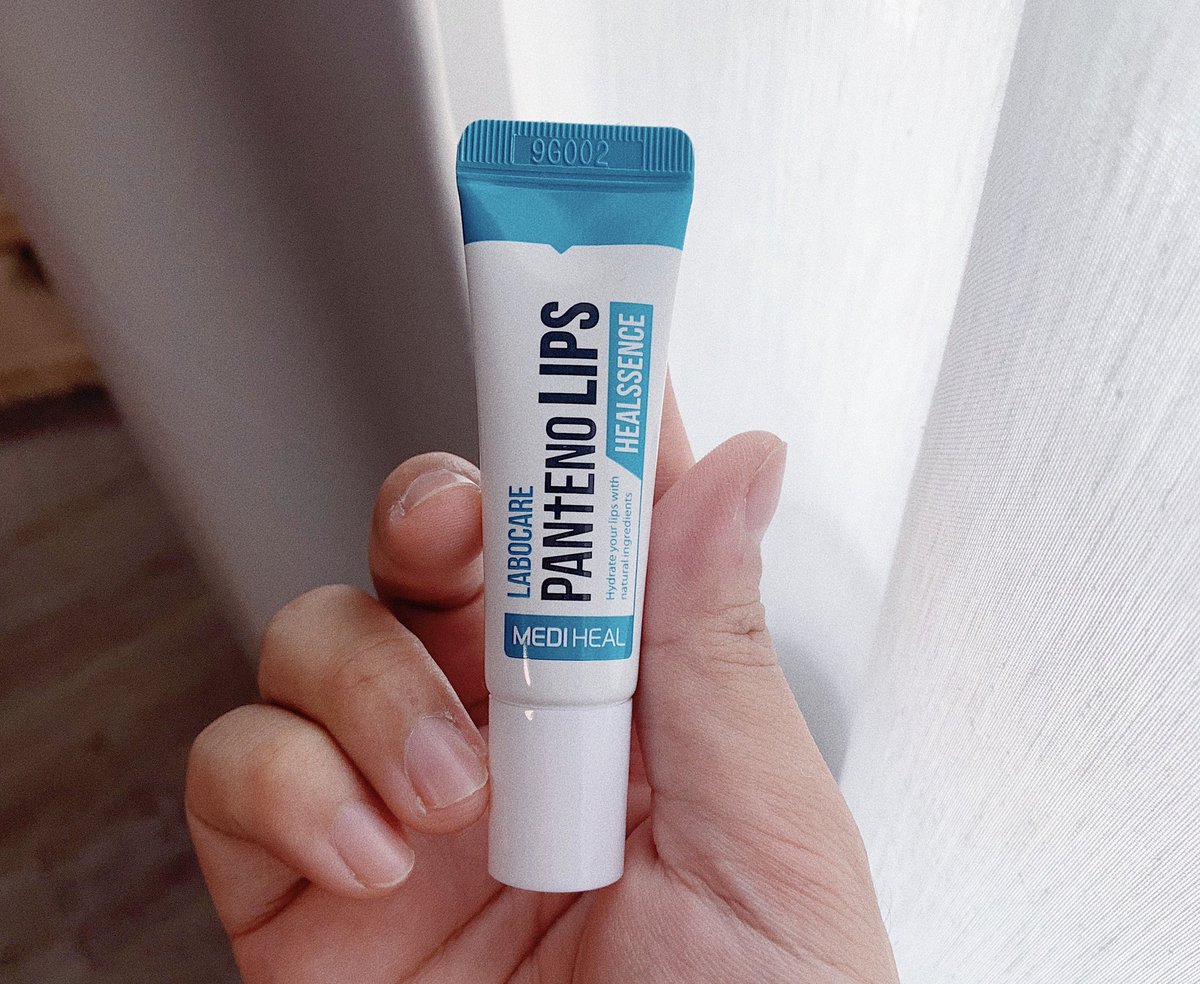 9G002
LABOCARE
PANTENO LIPS
HEALSSENCE
Hydrate your lips with
natural ingredients
MEDIHEAL